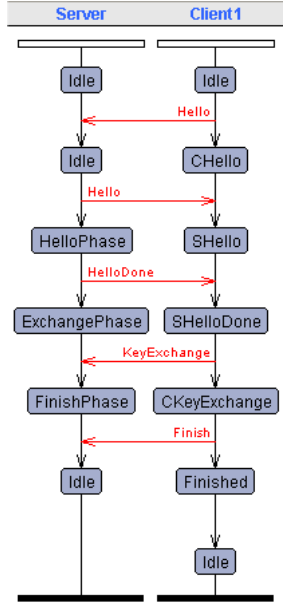 Server Client1
Idle Idle
Hello
Idle CHello
Hello
HelloPhase SHello
HelloDone
ExchangePhase SHelloDone
KeyExchange
FinishPhase CKeyExchange
Finish
Idle Finished
Idle